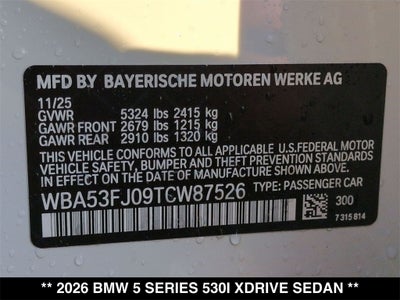 MFD BY BAYERISCHE MOTOREN WERKE AG
11/25
GVWR 5324 lbs 2415 kg
GAWR FRONT 2679 lbs 1215 kg
GAWR REAR 2910 lbs 1320 kg
THIS VEHICLE CONFORMS TO ALL APPLICABLE U.S.FEDERAL MOTOR
VEHICLE SAFETY, BUMPER AND THEFT PREVENTION STANDARDS
IN EFFECT ON THE DATE OF MANUFACTURE SHOWN ABOVE.
WBA53FJ09TCW87526 TYPE: PASSENGER CAR
300
7 315 814
** 2026 BMW 5 SERIES 530I XDRIVE SEDAN **